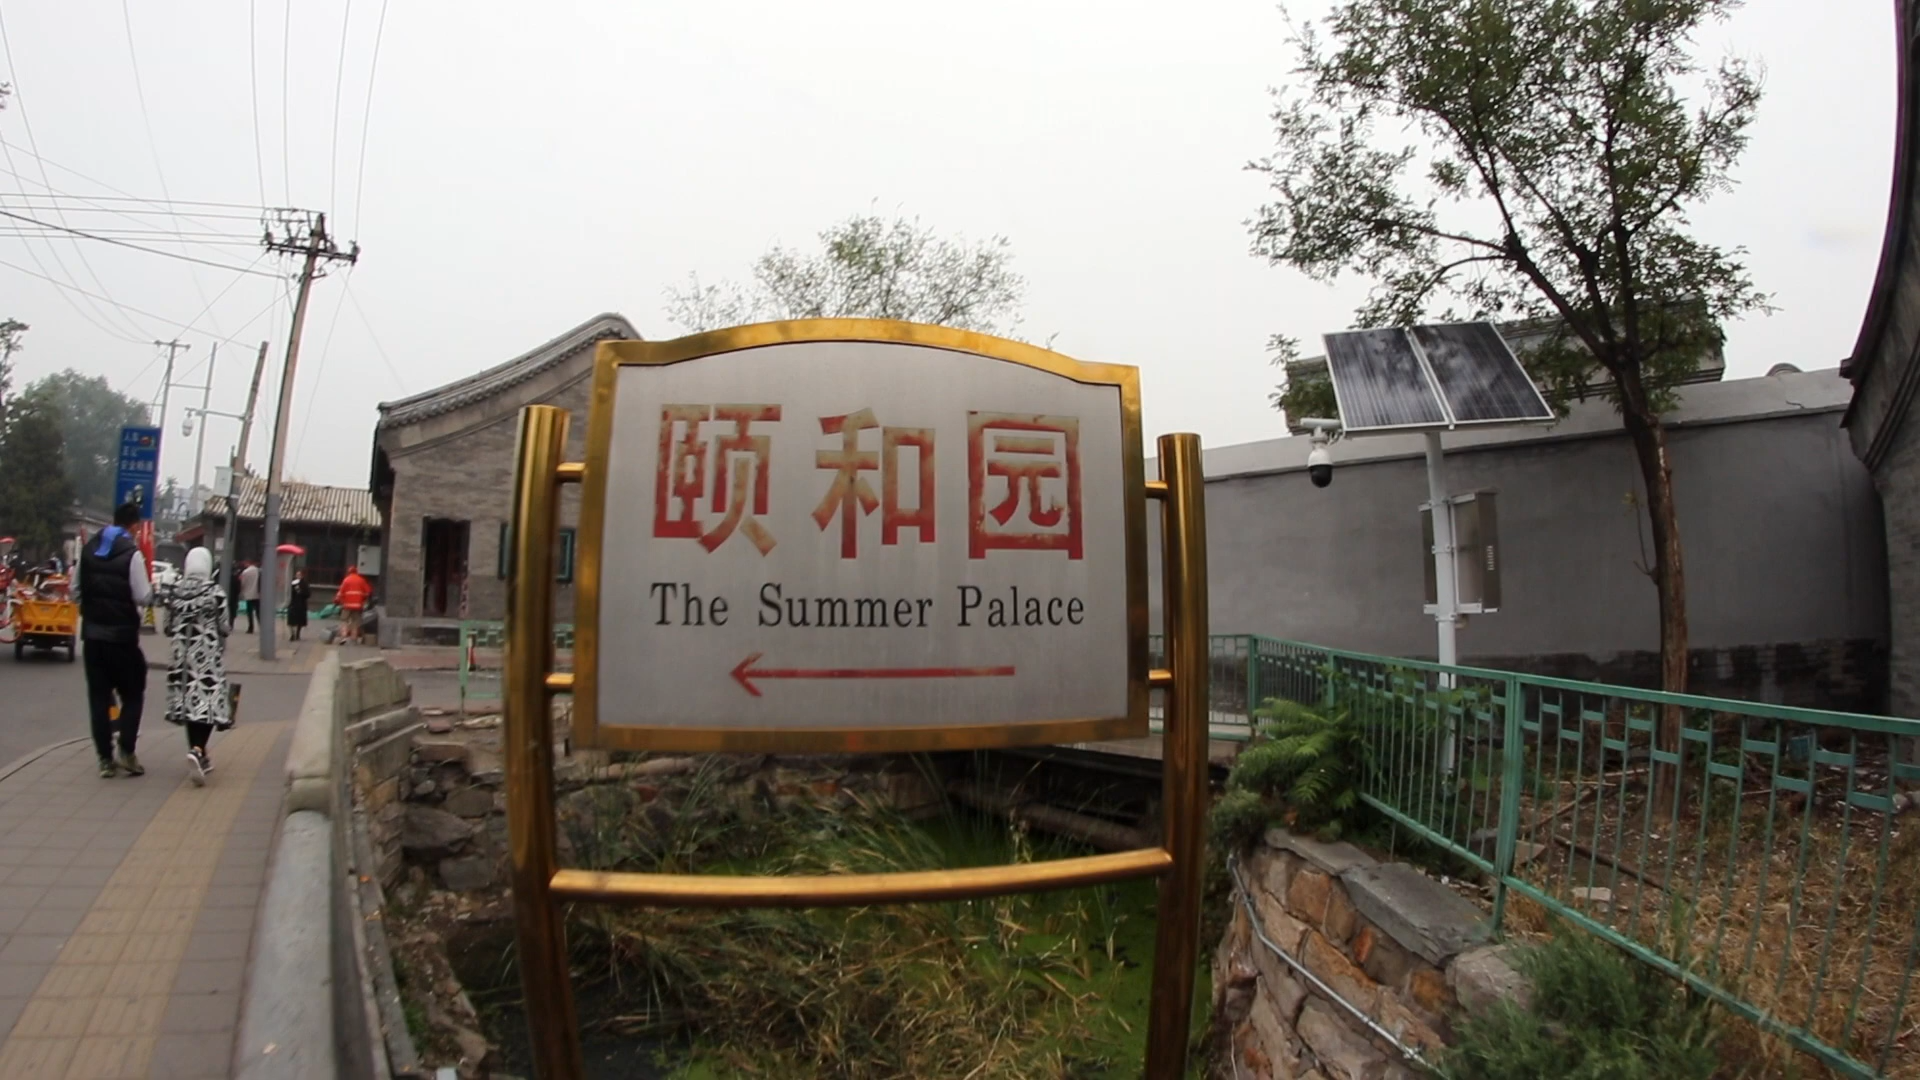 颐和园
The Summer Palace